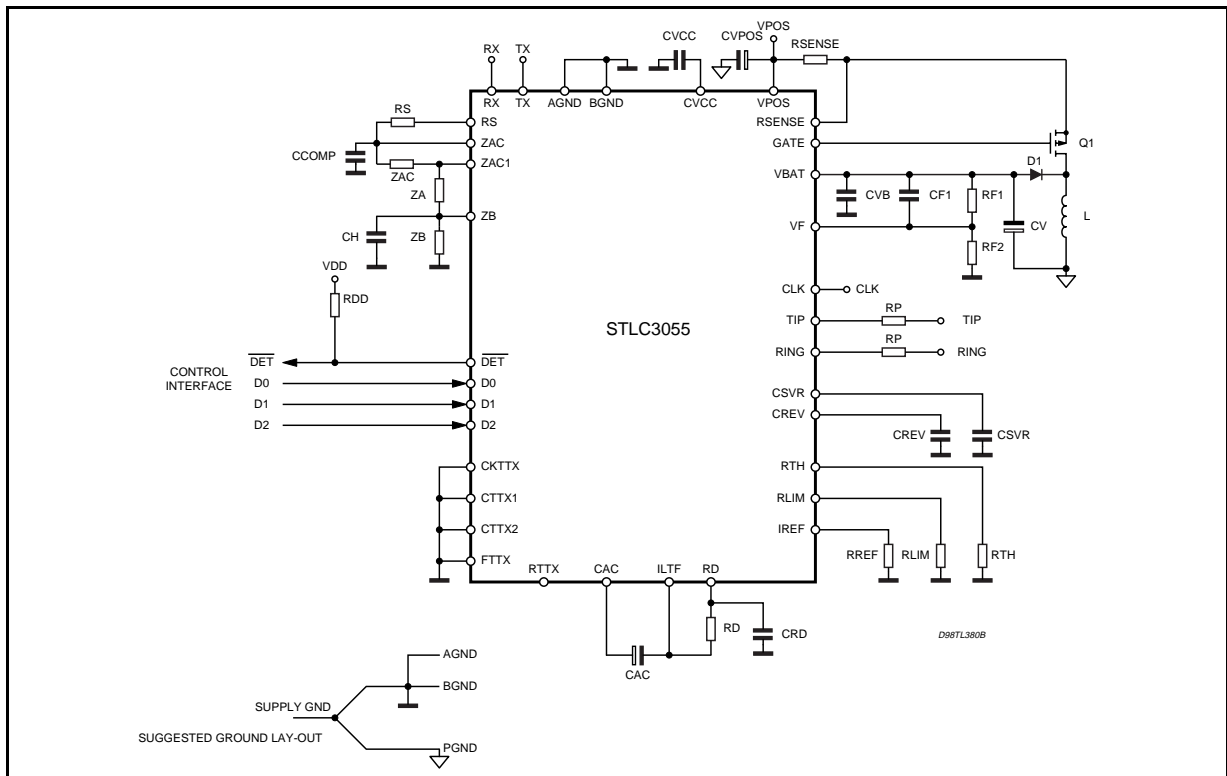 VPOS
CVCC CVPOS RSENSE
RX TX
RX TX AGND BGND CVCC VPOS
RS RS RSENSE
ZAC GATE Q1
CCOMP ZAC ZAC1 VBAT D1
ZA CVB CF1 RF1 CV L
ZB VF
CH ZB RF2
VDD
RDD CLK CLK
STLC3055 TIP RP TIP
RING RP RING
DET DET
CONTROL
INTERFACE
D0 D0
D1 D1
D2 D2
CSVR
CREV CREV CSVR
CKTTX RTH
CTTX1 RLIM
CTTX2 IREF
FTTX RREF RLIM RTH
RTTX CAC ILTF RD
RD CRD
D98TL380B
CAC
AGND
BGND
SUPPLY GND
SUGGESTED GROUND LAY-OUT
PGND